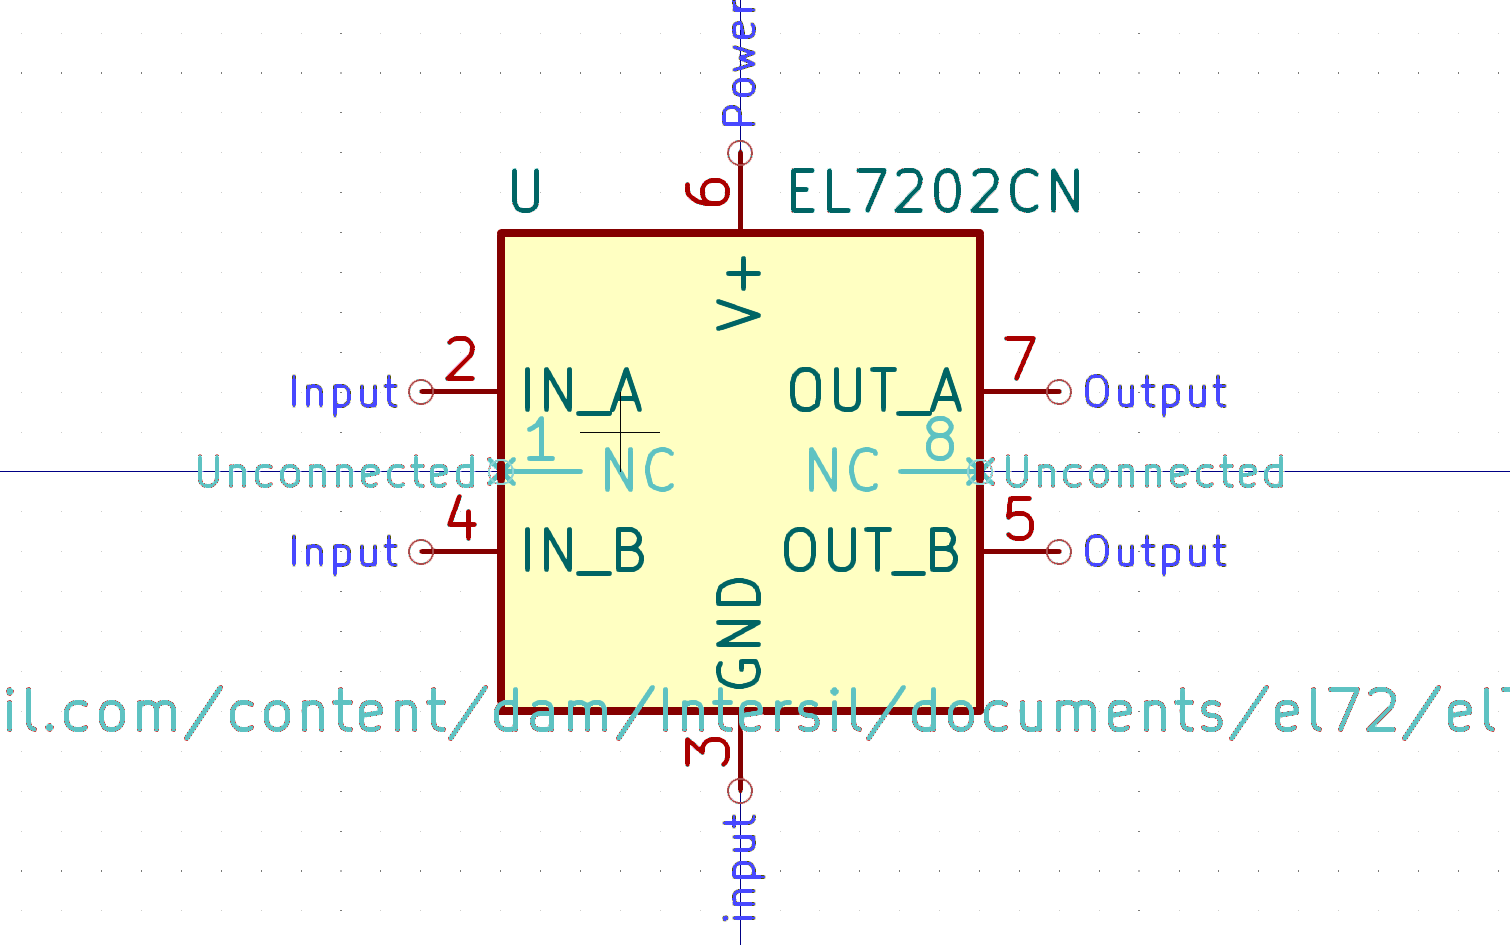 Power
U
6
EL7202CN
V+
2
7
Input
IN_A
OUT_A
Output
1
8
Unconnected
NC
NC
Unconnected
4
5
Input
IN_B
OUT_B
Output
GND
il.com/content/dam/Intersil/documents/el72/el7
3
input